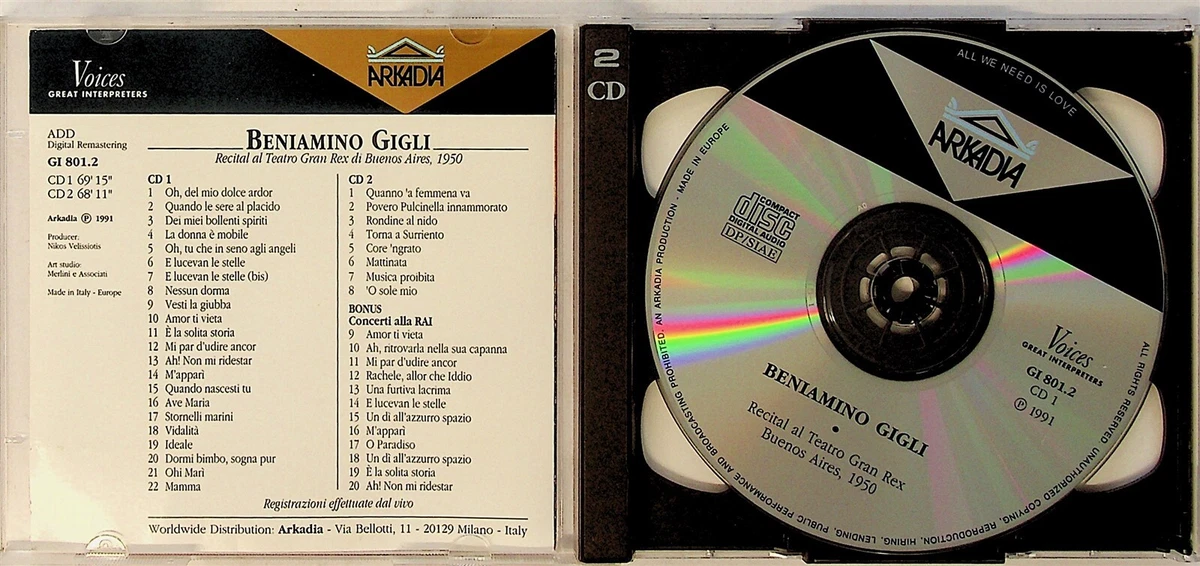 Voices
GREAT INTERPRETERS
ARKADIA
ADD
Digital Remastering
GI 801.2
CD 1 69' 15"
CD 2 68' 11"
Arkadia Ⓟ 1991
Producer:
Nikos Velissiotis
Art studio:
Merlini e Associati
Made in Italy - Europe
BENIAMINO GIGLI
Recital al Teatro Gran Rex di Buenos Aires, 1950
CD 1
1 Oh, del mio dolce ardor
2 Quando le sere al placido
3 Dei miei bollenti spiriti
4 La donna è mobile
5 Oh, tu che in seno agli angeli
6 E lucevan le stelle
7 E lucevan le stelle (bis)
8 Nessun dorma
9 Vesti la giubba
10 Amor ti vieta
11 È la solita storia
12 Mi par d'udire ancor
13 Ah! Non mi ridestar
14 M'apparì
15 Quando nascesti tu
16 Ave Maria
17 Stornelli marini
18 Vidalità
19 Ideale
20 Dormi bimbo, sogna pur
21 Ohi Marì
22 Mamma
CD 2
1 Quanno 'a femmena va
2 Povero Pulcinella innammorato
3 Rondine al nido
4 Torna a Surriento
5 Core 'ngrato
6 Mattinata
7 Musica proibita
8 'O sole mio
BONUS
Concerti alla RAI
9 Amor ti vieta
10 Ah, ritrovarla nella sua capanna
11 Mi par d'udire ancor
12 Rachele, allor che Iddio
13 Una furtiva lacrima
14 E lucevan le stelle
15 Un dì all'azzurro spazio
16 M'apparì
17 O Paradiso
18 Un dì all'azzurro spazio
19 È la solita storia
20 Ah! Non mi ridestar
Registrazioni effettuate dal vivo
Worldwide Distribution: Arkadia - Via Bellotti, 11 - 20129 Milano - Italy
2
CD
ALL WE NEED IS LOVE
ARKADIA
COMPACT
disc
DIGITAL AUDIO
DP/SIAE
Voices
GREAT INTERPRETERS
GI 801.2
CD 1
Ⓟ 1991
BENIAMINO GIGLI
•
Recital al Teatro Gran Rex
Buenos Aires, 1950
ALL RIGHTS RESERVED. UNAUTHORIZED COPYING, REPRODUCTION, HIRING, LENDING, PUBLIC PERFORMANCE AND BROADCASTING PROHIBITED. AN ARKADIA PRODUCTION - MADE IN EUROPE